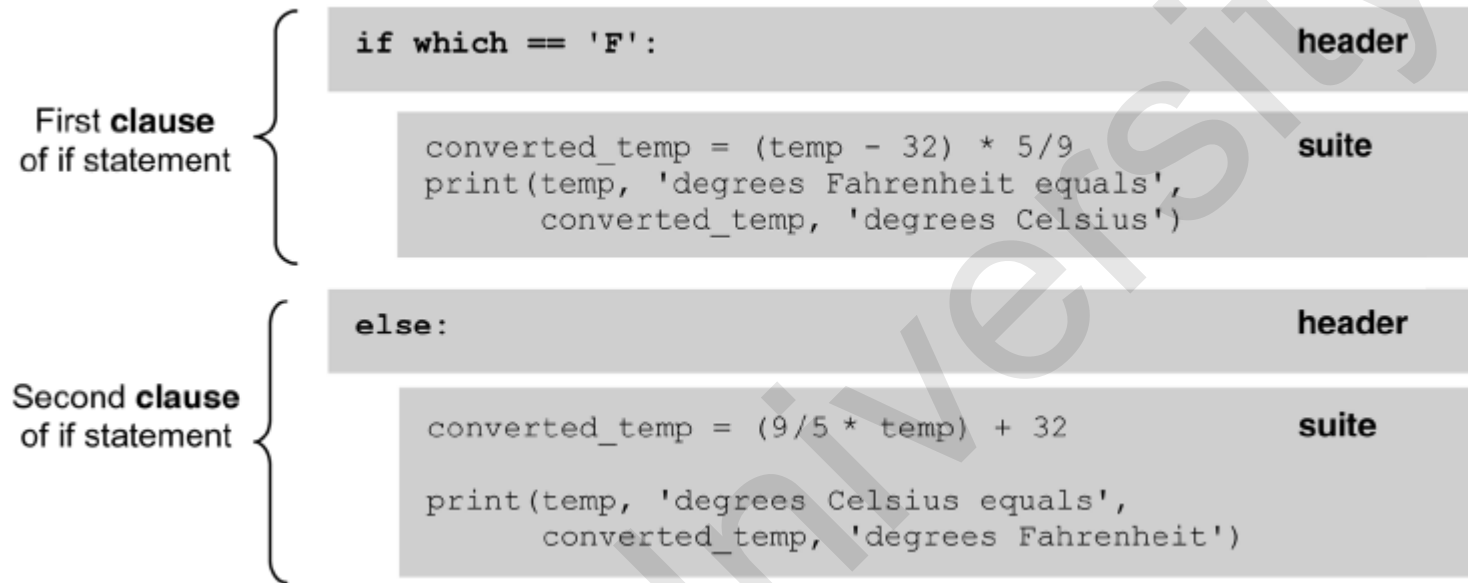 if which == 'F': header
First clause
of if statement
converted_temp = (temp - 32) * 5/9 suite
print(temp, 'degrees Fahrenheit equals',
converted_temp, 'degrees Celsius')
else: header
Second clause
of if statement
converted_temp = (9/5 * temp) + 32 suite
print(temp, 'degrees Celsius equals',
converted_temp, 'degrees Fahrenheit')
niversity